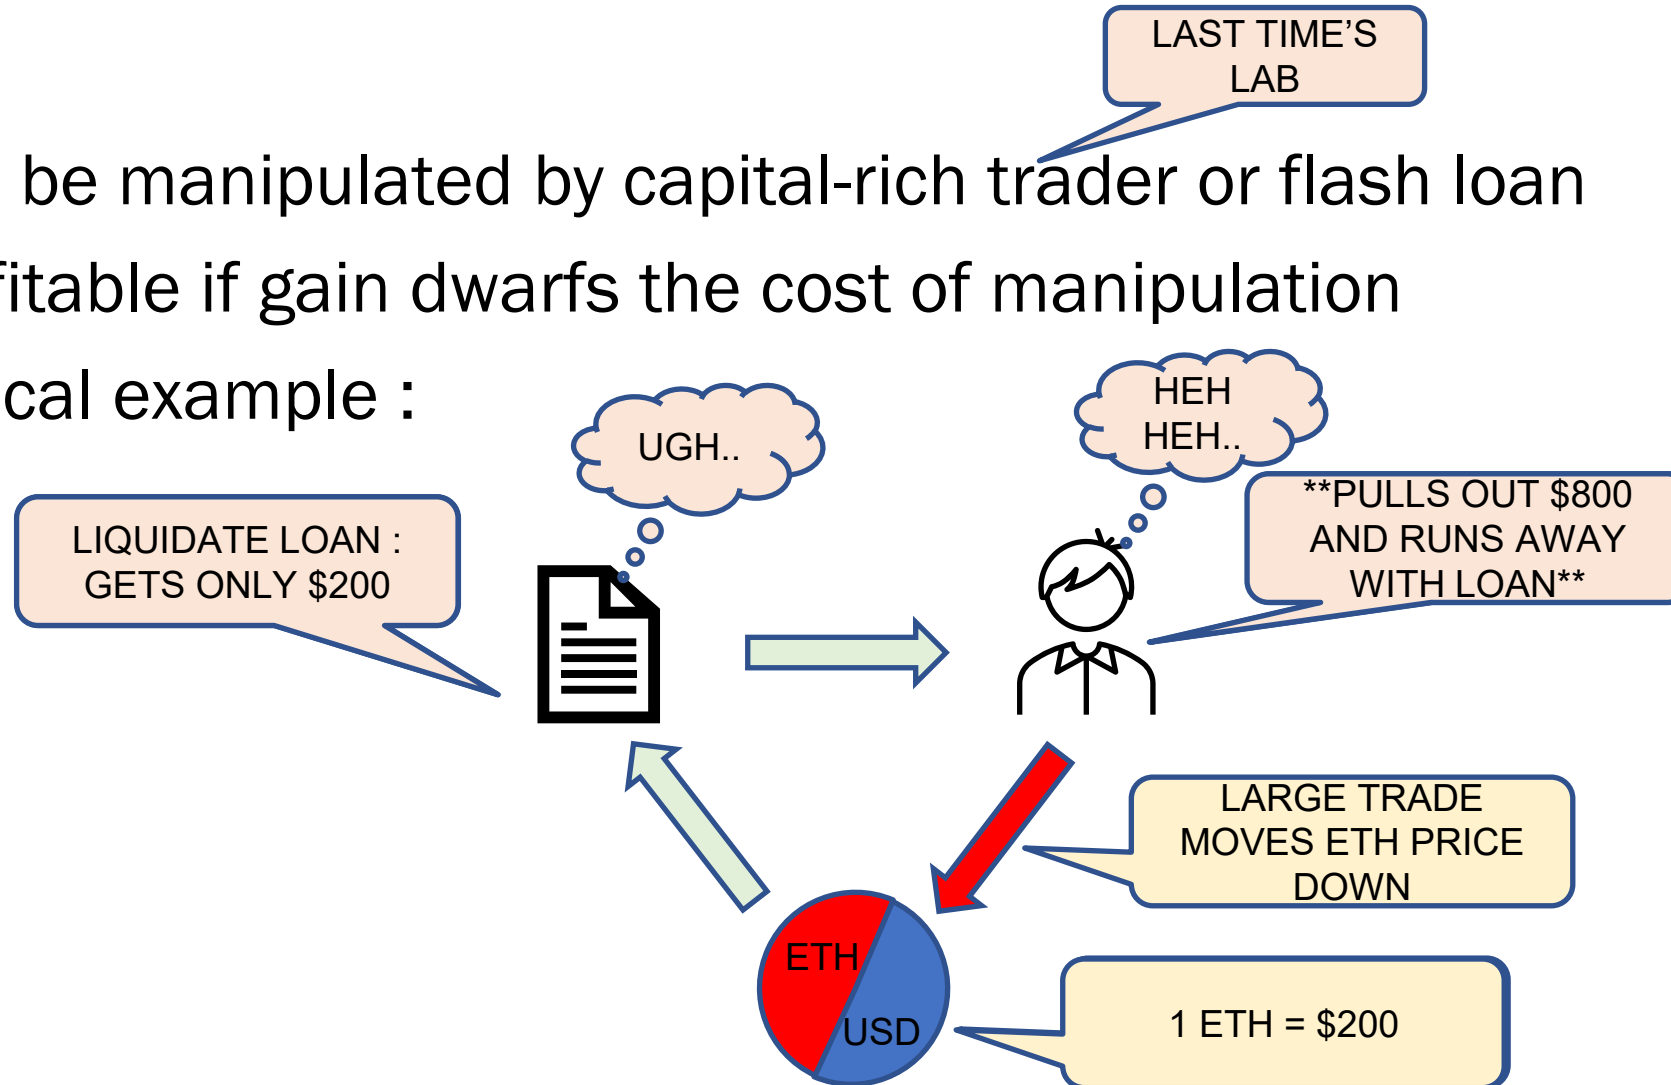 LAST TIME'S
LAB
be manipulated by capital-rich trader or flash loan
fitable if gain dwarfs the cost of manipulation
cal example :
UGH..
HEH
HEH..
LIQUIDATE LOAN :
GETS ONLY $200
**PULLS OUT $800
AND RUNS AWAY
WITH LOAN**
LARGE TRADE
MOVES ETH PRICE
DOWN
ETH
USD
1 ETH = $200